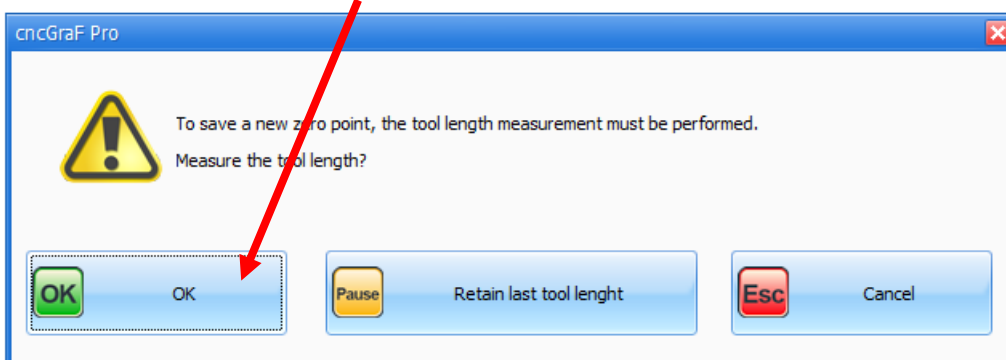 cncGraF Pro
To save a new zero point, the tool length measurement must be performed.
Measure the tool length?
OK OK
Pause Retain last tool lenght
Esc Cancel